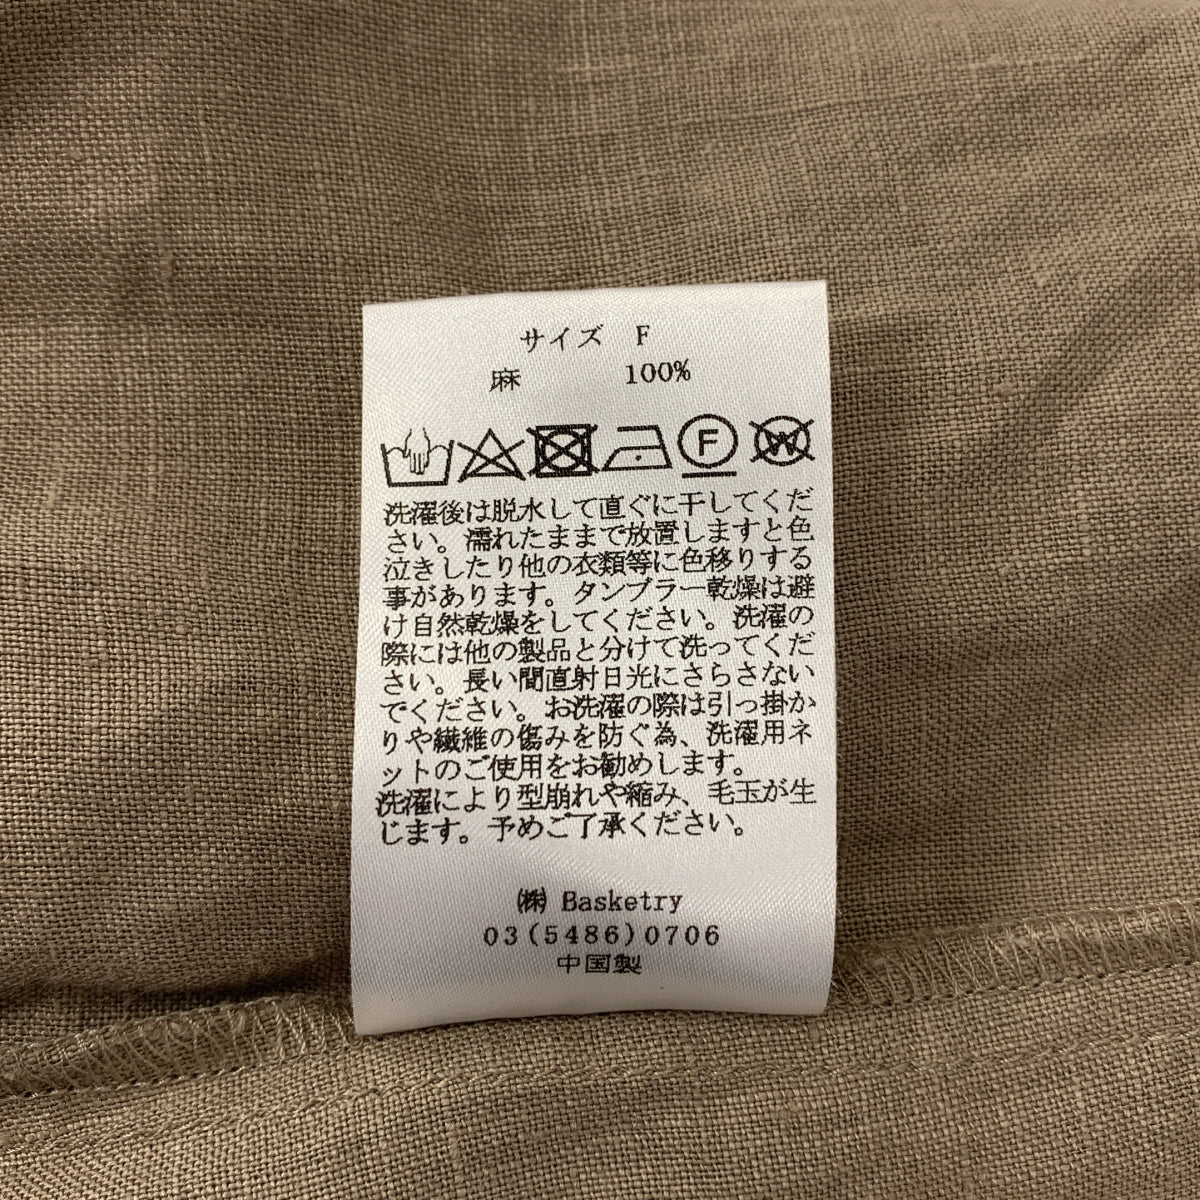 サイズ F
麻 100%
F
W
洗濯後は脱水して直ぐに干してくだ
さい。濡れたままで放置しますと色
泣きしたり他の衣類等に色移りする
事があります。タンブラー乾燥は避
け自然乾燥をしてください。洗濯の
際には他の製品と分けて洗ってくだ
さい。長い間直射日光にさらさない
でください。お洗濯の際は引っ掛か
りや繊維の傷みを防ぐ為、洗濯用ネ
ットのご使用をお勧めします。
洗濯により型崩れや縮み、毛玉が生
じます。予めご了承ください。
㈱ Basketry
03(5486)0706
中国製